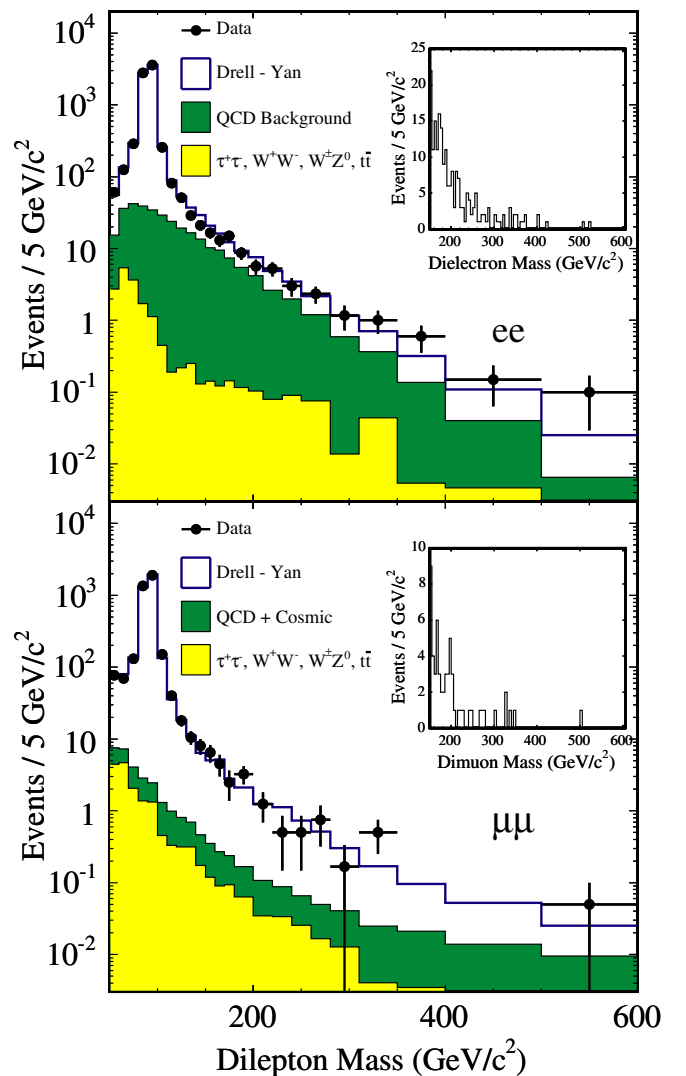 10⁴
Data
Drell - Yan
QCD Background
τ⁺τ⁻, W⁺W⁻, W±Z⁰, tt̄
10³
10²
10
1
10⁻¹
10⁻²
Events / 5 GeV/c²
25
20
15
10
5
0
200 300 400 500 600
Events / 5 GeV/c²
Dielectron Mass (GeV/c²)
ee
10⁴
Data
Drell - Yan
QCD + Cosmic
τ⁺τ⁻, W⁺W⁻, W±Z⁰, tt̄
10³
10²
10
1
10⁻¹
10⁻²
Events / 5 GeV/c²
10
8
6
4
2
0
200 300 400 500 600
Events / 5 GeV/c²
Dimuon Mass (GeV/c²)
μμ
200 400 600
Dilepton Mass (GeV/c²)